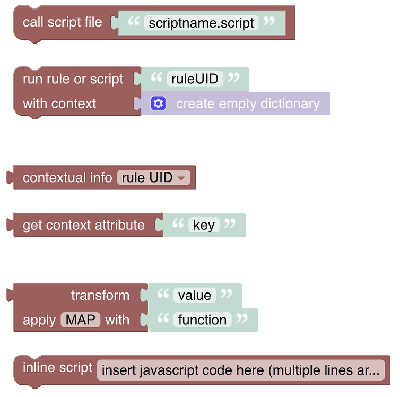 call script file “ scriptname.script ”
run rule or script “ ruleUID ”
with context create empty dictionary
contextual info rule UID
get context attribute “ key ”
transform “ value ”
apply MAP with “ function ”
inline script insert javascript code here (multiple lines ar...